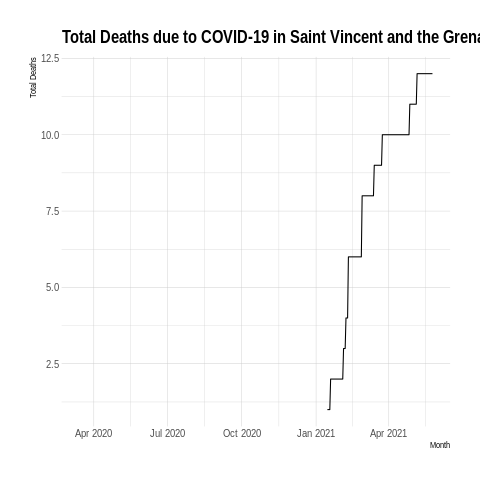 Total Deaths due to COVID-19 in Saint Vincent and the Grena
Total Deaths
12.5
10.0
7.5
5.0
2.5
Apr 2020 Jul 2020 Oct 2020 Jan 2021 Apr 2021
Month